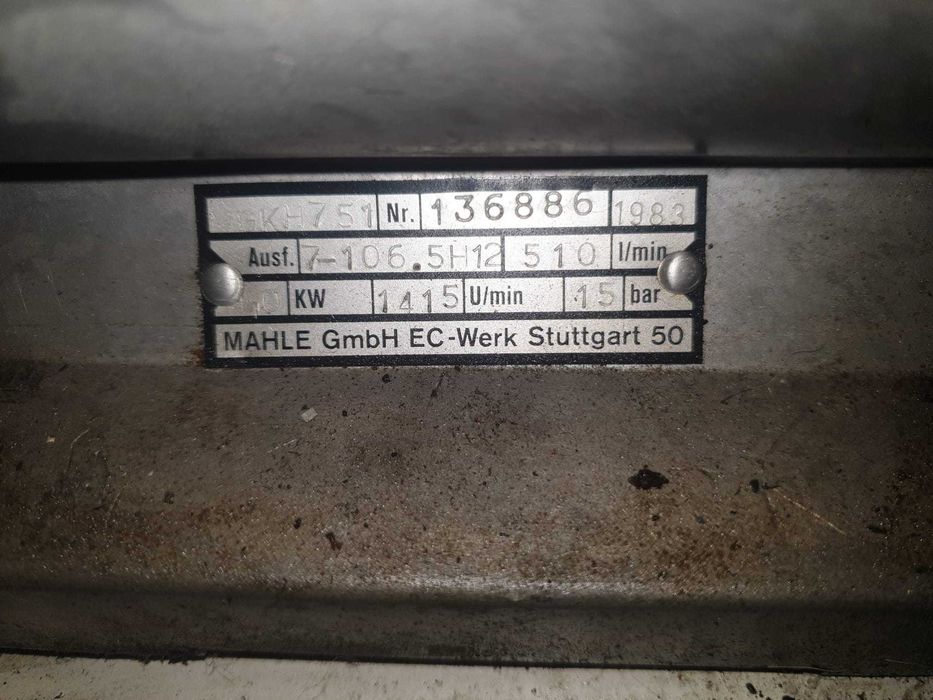 GKH751 Nr. 136886 1983
Ausf. 7-106.5H12 510 l/min
KW 1415 U/min 15 bar
MAHLE GmbH EC-Werk Stuttgart 50